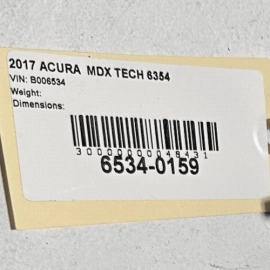 2017 ACURA MDX TECH 6354
VIN: B006534
Weight:
Dimensions:
3000000048431
6534-0159